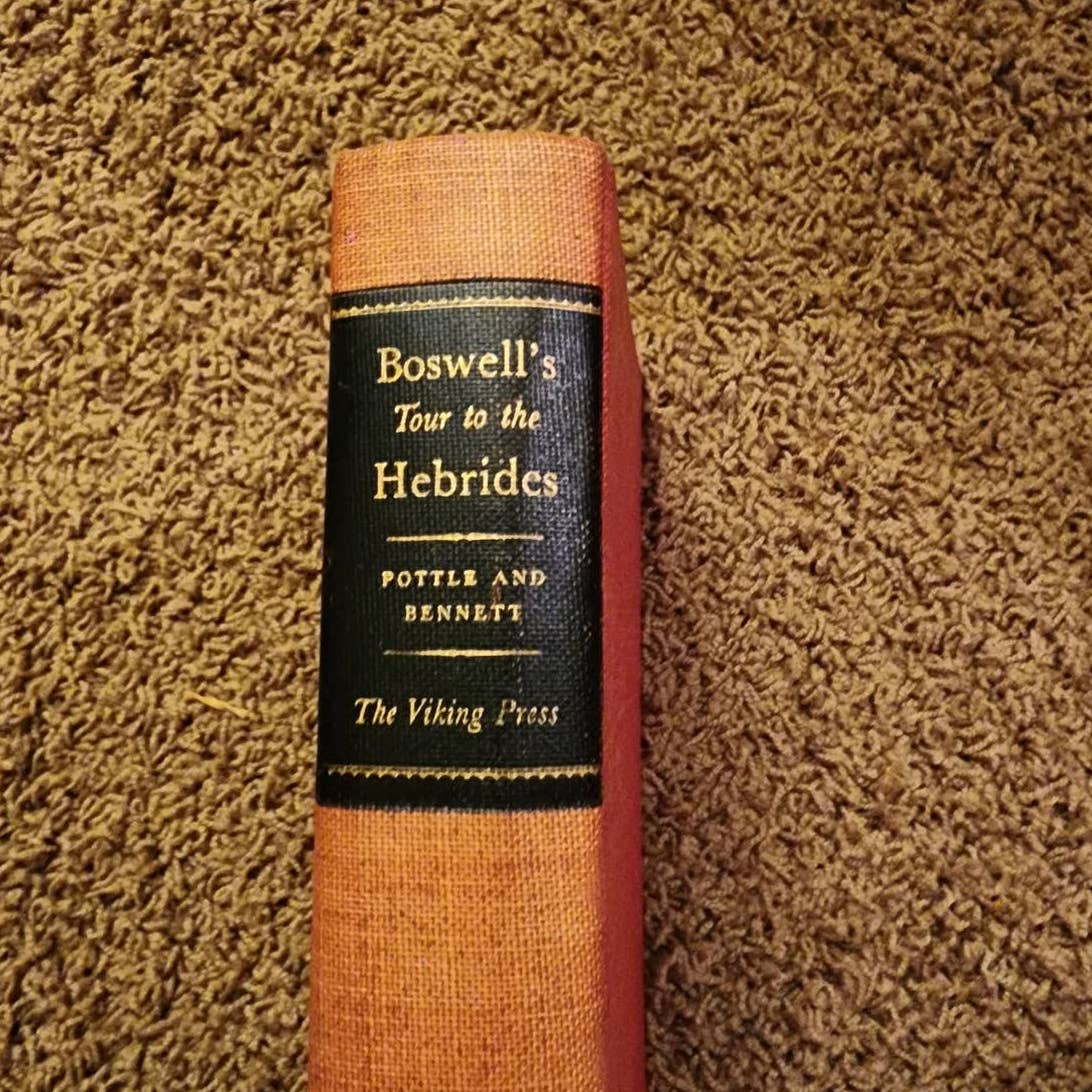 Boswell's
Tour to the
Hebrides
POTTLE AND
BENNETT
The Viking Press